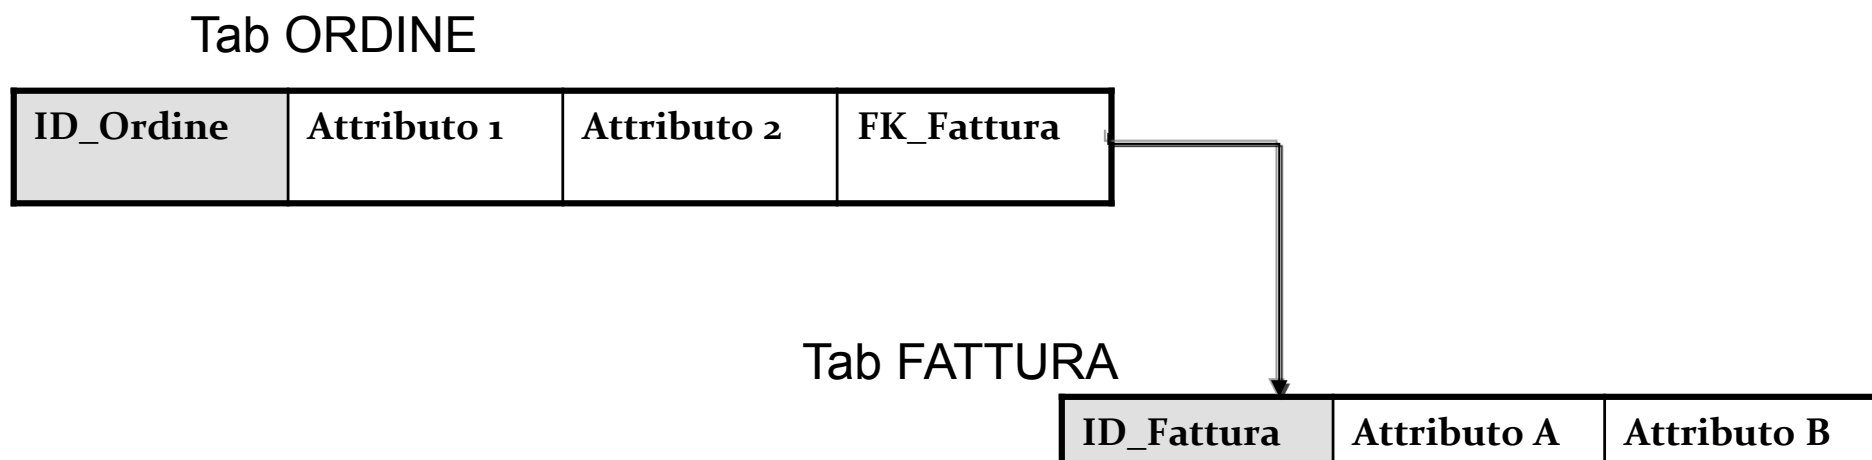 Tab ORDINE
ID_Ordine Attributo 1 Attributo 2 FK_Fattura
Tab FATTURA
ID_Fattura Attributo A Attributo B